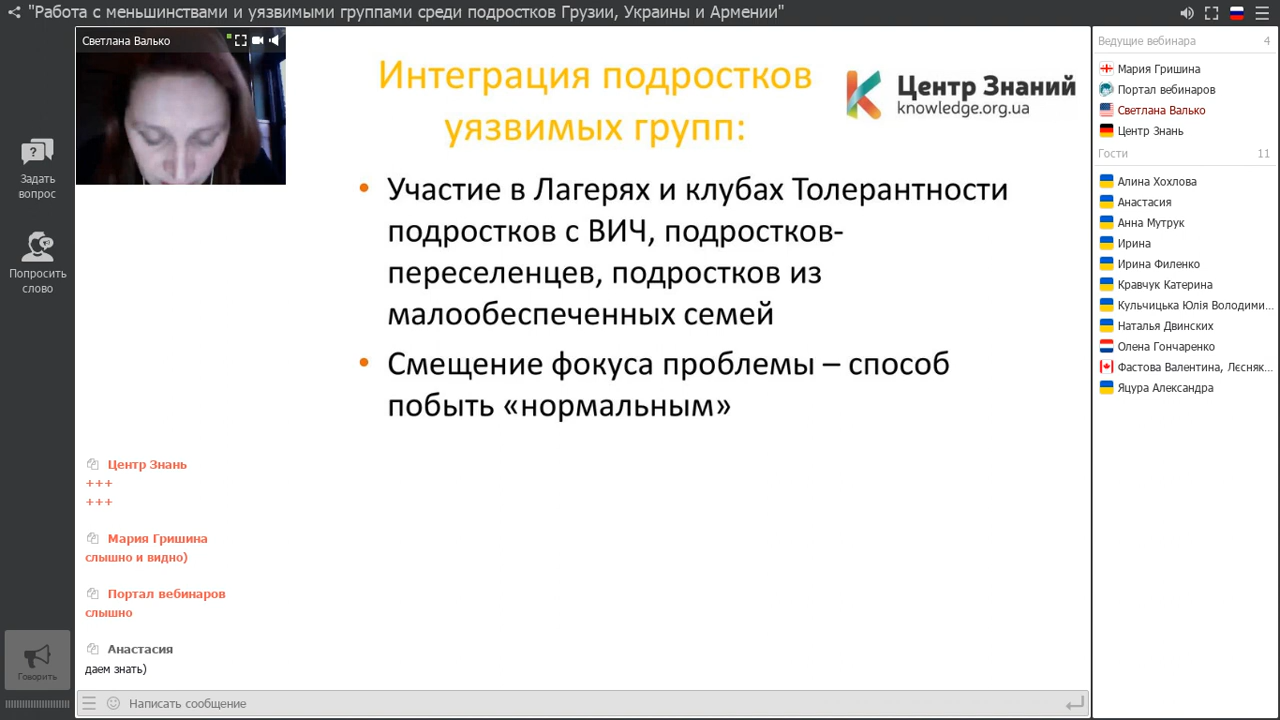 "Работа с меньшинствами и уязвимыми группами среди подростков Грузии, Украины и Армении"
Светлана Валько
Задать
вопрос
Попросить
слово
Говорить
Интеграция подростков
уязвимых групп:
Центр Знаний
knowledge.org.ua
• Участие в Лагерях и клубах Толерантности
подростков с ВИЧ, подростков-
переселенцев, подростков из
малообеспеченных семей
• Смещение фокуса проблемы – способ
побыть «нормальным»
Центр Знань
+++
+++
Мария Гришина
слышно и видно)
Портал вебинаров
слышно
Анастасия
даем знать)
Написать сообщение
Ведущие вебинара 4
Мария Гришина
Портал вебинаров
Светлана Валько
Центр Знань
Гости 11
Алина Хохлова
Анастасия
Анна Мутрук
Ирина
Ирина Филенко
Кравчук Катерина
Кульчицька Юлія Володими...
Наталья Двинских
Олена Гончаренко
Фастова Валентина, Лєсняк...
Яцура Александра